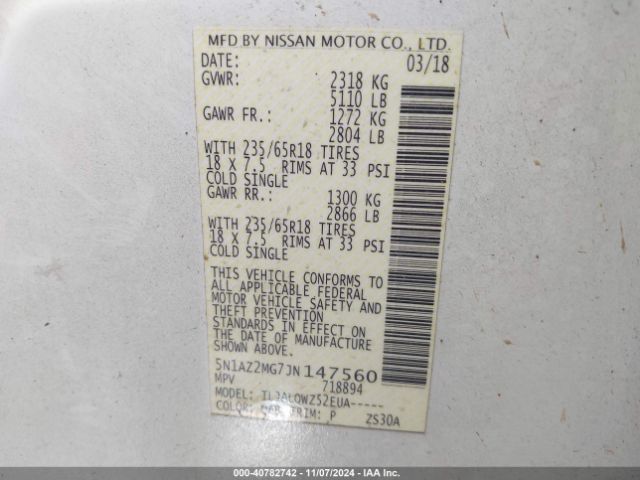 MFD BY NISSAN MOTOR CO., LTD.
DATE: 03/18
GVWR: 2318 KG
5110 LB
GAWR FR.: 1272 KG
2804 LB
WITH 235/65R18 TIRES
18 X 7.5 RIMS AT 33 PSI
COLD SINGLE
GAWR RR.: 1300 KG
2866 LB
WITH 235/65R18 TIRES
18 X 7.5 RIMS AT 33 PSI
COLD SINGLE
THIS VEHICLE CONFORMS TO
ALL APPLICABLE FEDERAL
MOTOR VEHICLE SAFETY AND
THEFT PREVENTION
STANDARDS IN EFFECT ON
THE DATE OF MANUFACTURE
SHOWN ABOVE.
5N1AZ2MG7JN147560
MPV 718894
MODEL:
COLOR: TRIM: P ZS30A
000-40782742 - 11/07/2024 - IAA Inc.